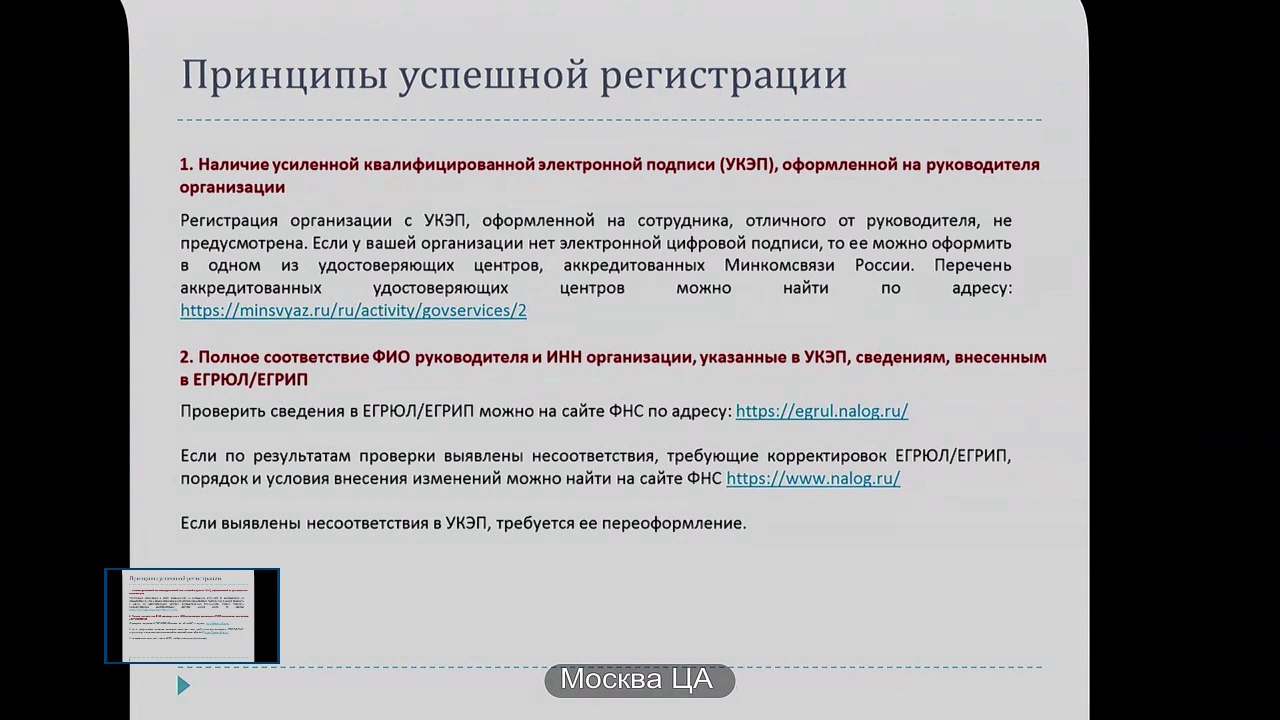 Принципы успешной регистрации
1. Наличие усиленной квалифицированной электронной подписи (УКЭП), оформленной на руководителя
организации
Регистрация организации с УКЭП, оформленной на сотрудника, отличного от руководителя, не
предусмотрена. Если у вашей организации нет электронной цифровой подписи, то ее можно оформить
в одном из удостоверяющих центров, аккредитованных Минкомсвязи России. Перечень
аккредитованных удостоверяющих центров можно найти по адресу:
https://minsvyaz.ru/ru/activity/govservices/2
2. Полное соответствие ФИО руководителя и ИНН организации, указанные в УКЭП, сведениям, внесенным
в ЕГРЮЛ/ЕГРИП
Проверить сведения в ЕГРЮЛ/ЕГРИП можно на сайте ФНС по адресу: https://egrul.nalog.ru/
Если по результатам проверки выявлены несоответствия, требующие корректировок ЕГРЮЛ/ЕГРИП,
порядок и условия внесения изменений можно найти на сайте ФНС https://www.nalog.ru/
Если выявлены несоответствия в УКЭП, требуется ее переоформление.
Принципы успешной регистрации
Москва ЦА